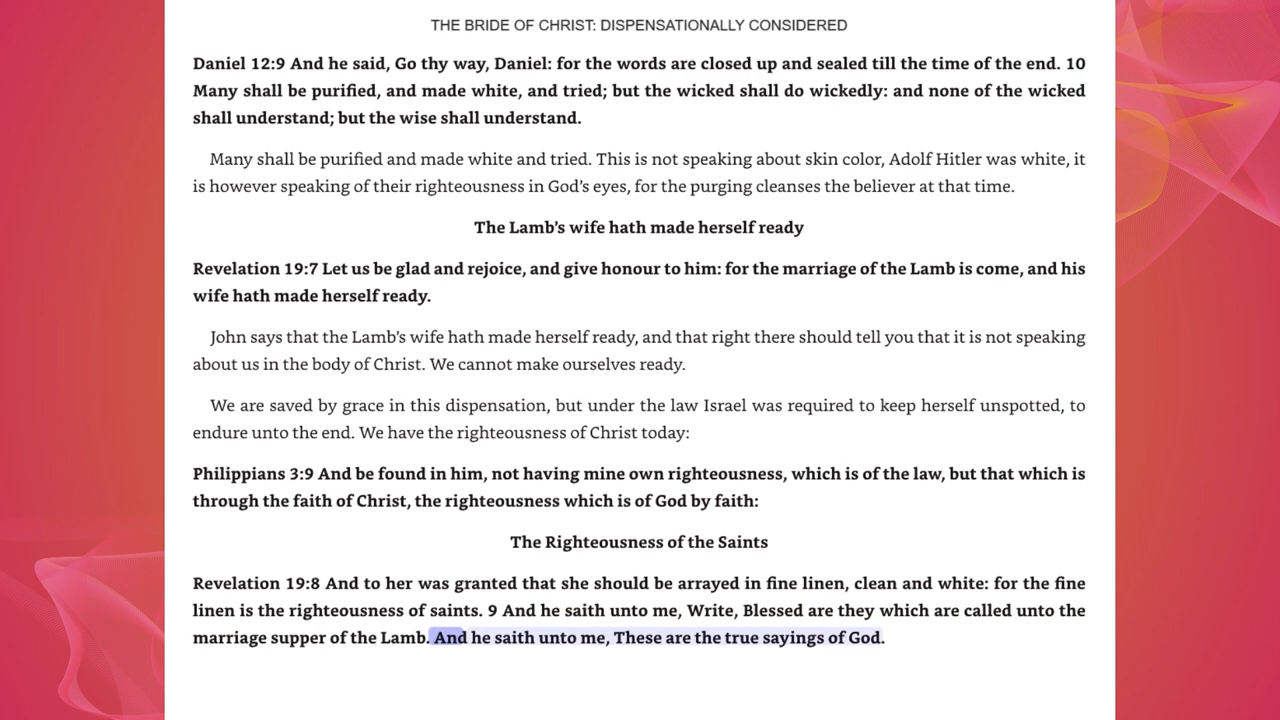 THE BRIDE OF CHRIST: DISPENSATIONALLY CONSIDERED
Daniel 12:9 And he said, Go thy way, Daniel: for the words are closed up and sealed till the time of the end. 10
Many shall be purified, and made white, and tried; but the wicked shall do wickedly: and none of the wicked
shall understand; but the wise shall understand.
Many shall be purified and made white and tried. This is not speaking about skin color, Adolf Hitler was white, it
is however speaking of their righteousness in God's eyes, for the purging cleanses the believer at that time.
The Lamb's wife hath made herself ready
Revelation 19:7 Let us be glad and rejoice, and give honour to him: for the marriage of the Lamb is come, and his
wife hath made herself ready.
John says that the Lamb's wife hath made herself ready, and that right there should tell you that it is not speaking
about us in the body of Christ. We cannot make ourselves ready.
We are saved by grace in this dispensation, but under the law Israel was required to keep herself unspotted, to
endure unto the end. We have the righteousness of Christ today:
Philippians 3:9 And be found in him, not having mine own righteousness, which is of the law, but that which is
through the faith of Christ, the righteousness which is of God by faith:
The Righteousness of the Saints
Revelation 19:8 And to her was granted that she should be arrayed in fine linen, clean and white: for the fine
linen is the righteousness of saints. 9 And he saith unto me, Write, Blessed are they which are called unto the
marriage supper of the Lamb. And he saith unto me, These are the true sayings of God.